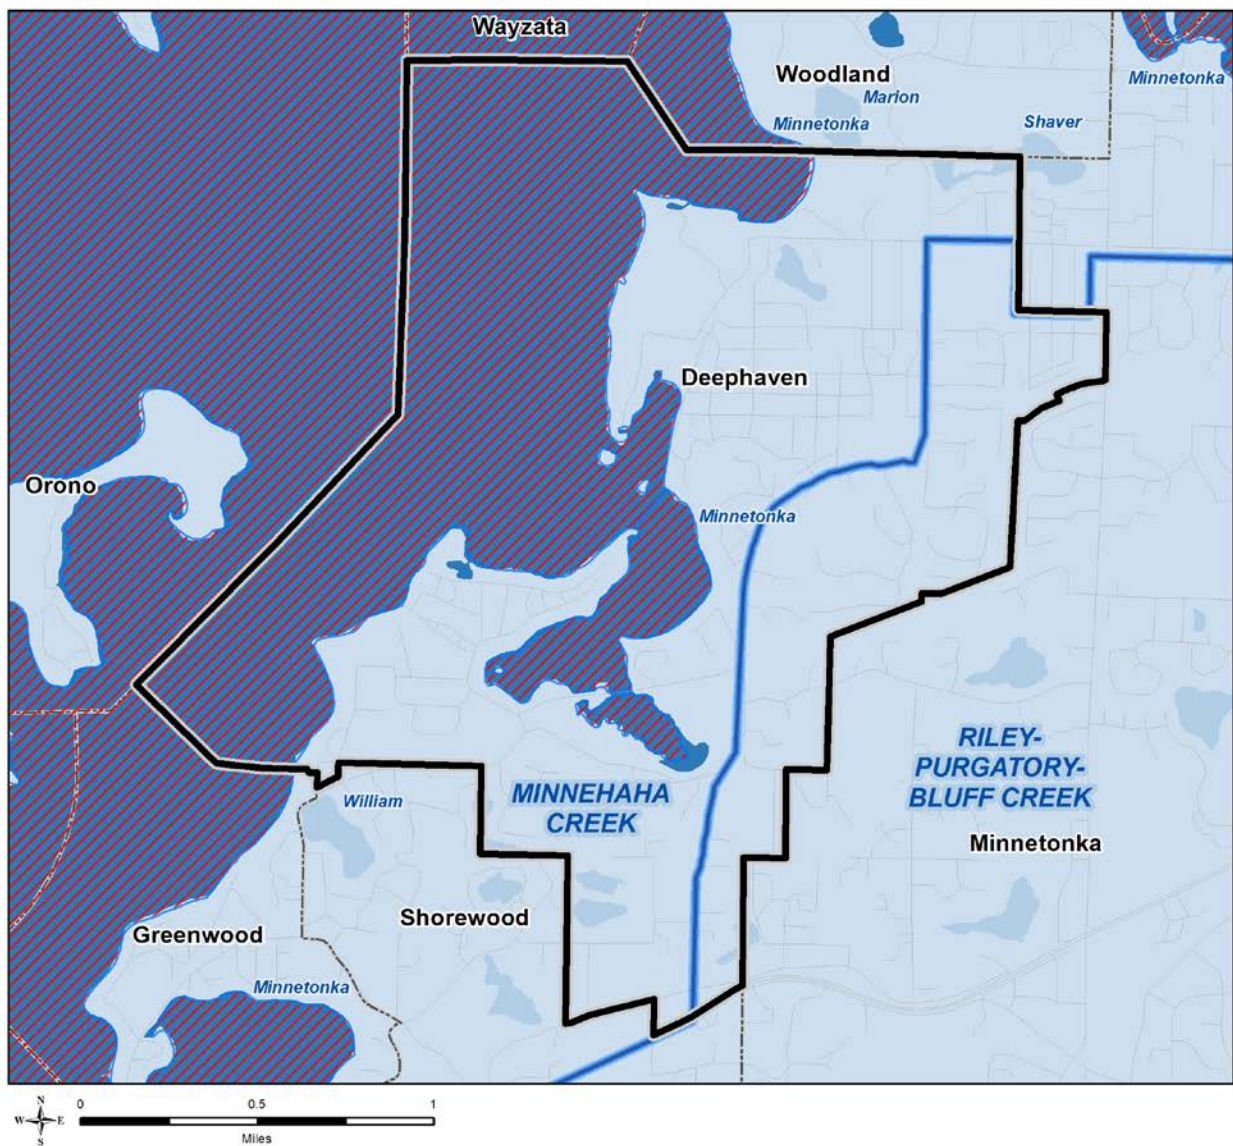 Wayzata
Woodland
Minnetonka
Marion
Minnetonka
Shaver
Deephaven
Orono
Minnetonka
RILEY-
PURGATORY-
BLUFF CREEK
MINNEHAHA
CREEK
William
Minnetonka
Shorewood
Greenwood
Minnetonka
N
W E
S
0 0.5 1
Miles